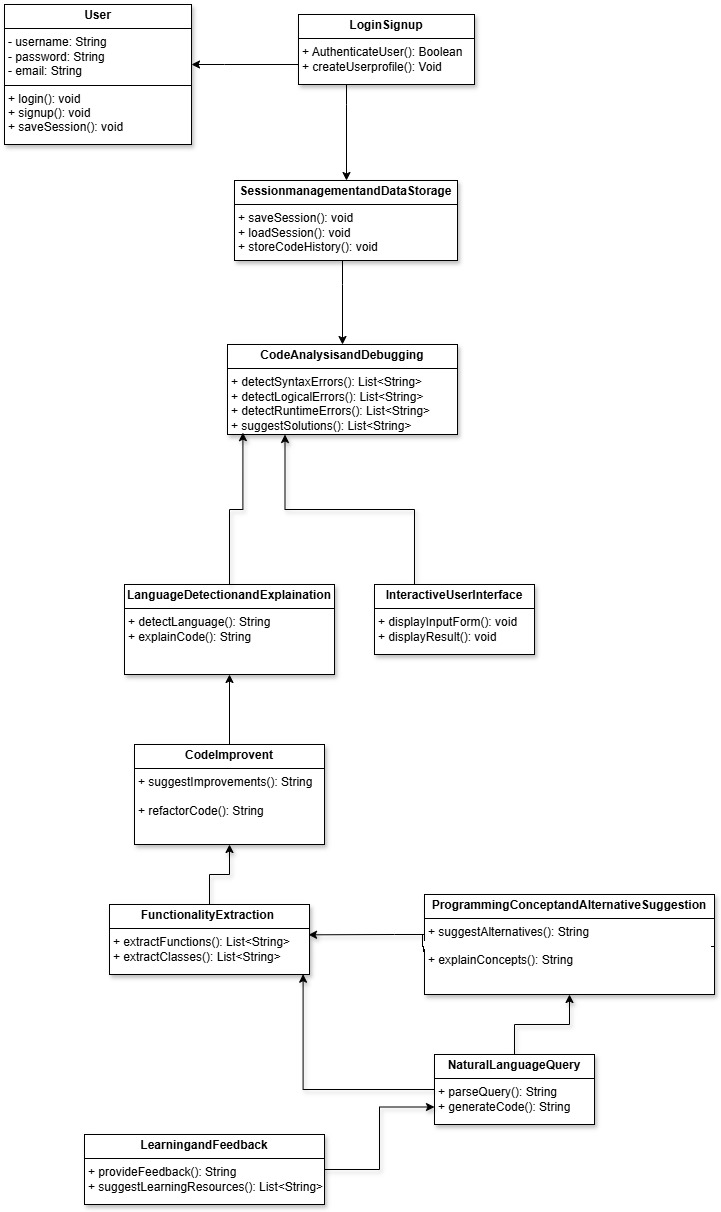 User
- username: String
- password: String
- email: String
+ login(): void
+ signup(): void
+ saveSession(): void
LoginSignup
+ AuthenticateUser(): Boolean
+ createUserprofile(): Void
SessionmanagementandDataStorage
+ saveSession(): void
+ loadSession(): void
+ storeCodeHistory(): void
CodeAnalysisandDebugging
+ detectSyntaxErrors(): List<String>
+ detectLogicalErrors(): List<String>
+ detectRuntimeErrors(): List<String>
+ suggestSolutions(): List<String>
LanguageDetectionandExplaination
+ detectLanguage(): String
+ explainCode(): String
InteractiveUserInterface
+ displayInputForm(): void
+ displayResult(): void
CodeImprovent
+ suggestImprovements(): String
+ refactorCode(): String
FunctionalityExtraction
+ extractFunctions(): List<String>
+ extractClasses(): List<String>
ProgrammingConceptandAlternativeSuggestion
+ suggestAlternatives(): String
+ explainConcepts(): String
NaturalLanguageQuery
+ parseQuery(): String
+ generateCode(): String
LearningandFeedback
+ provideFeedback(): String
+ suggestLearningResources(): List<String>